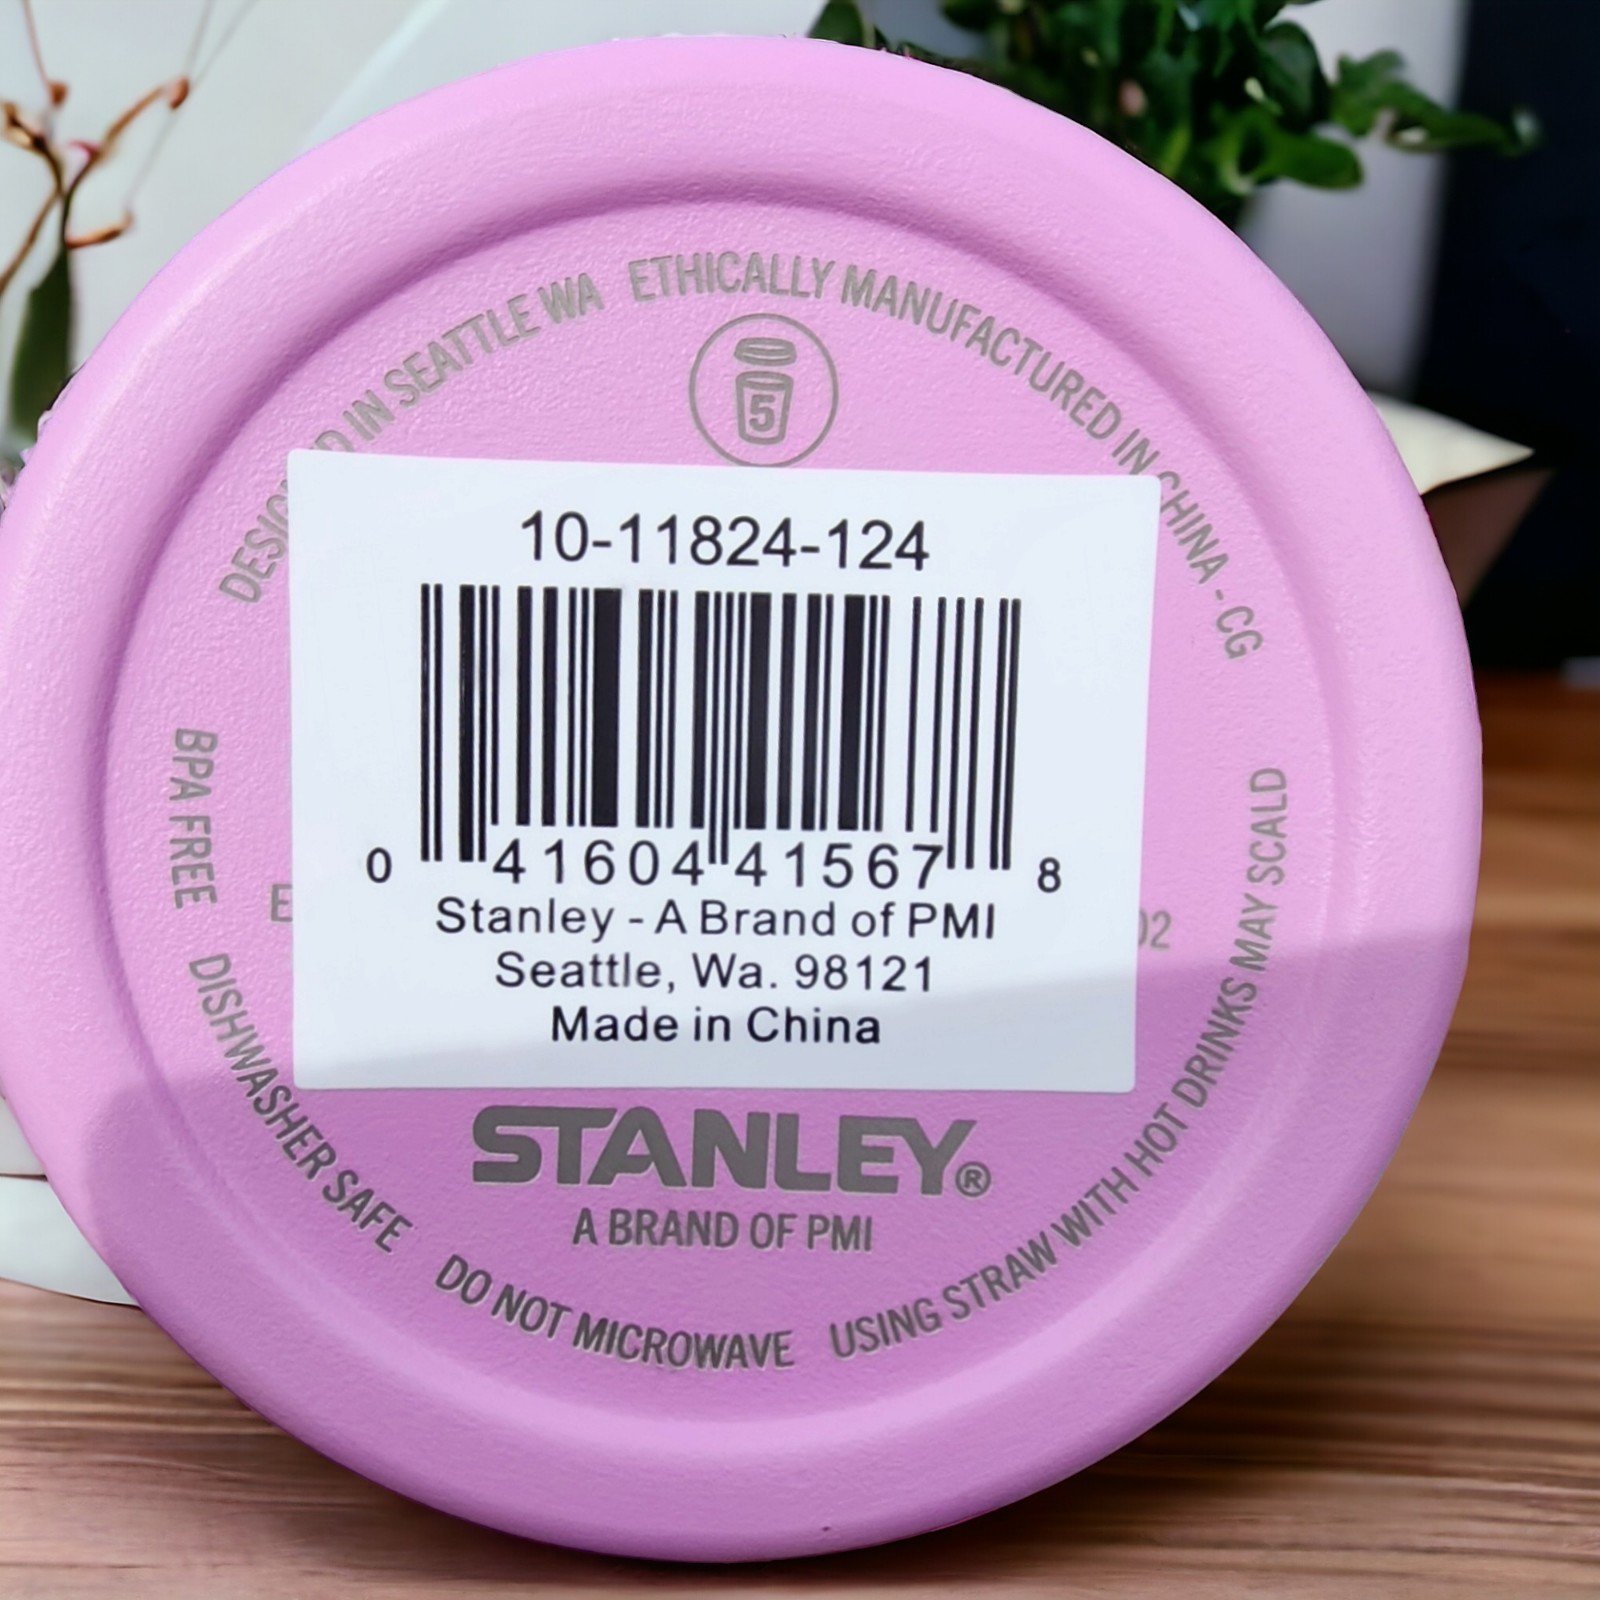 DESIGNED IN SEATTLE WA ETHICALLY MANUFACTURED IN CHINA - CG
5
10-11824-124
0 41604 41567 8
Stanley - A Brand of PMI
Seattle, Wa. 98121
Made in China
STANLEY®
A BRAND OF PMI
BPA FREE DISHWASHER SAFE DO NOT MICROWAVE USING STRAW WITH HOT DRINKS MAY SCALD